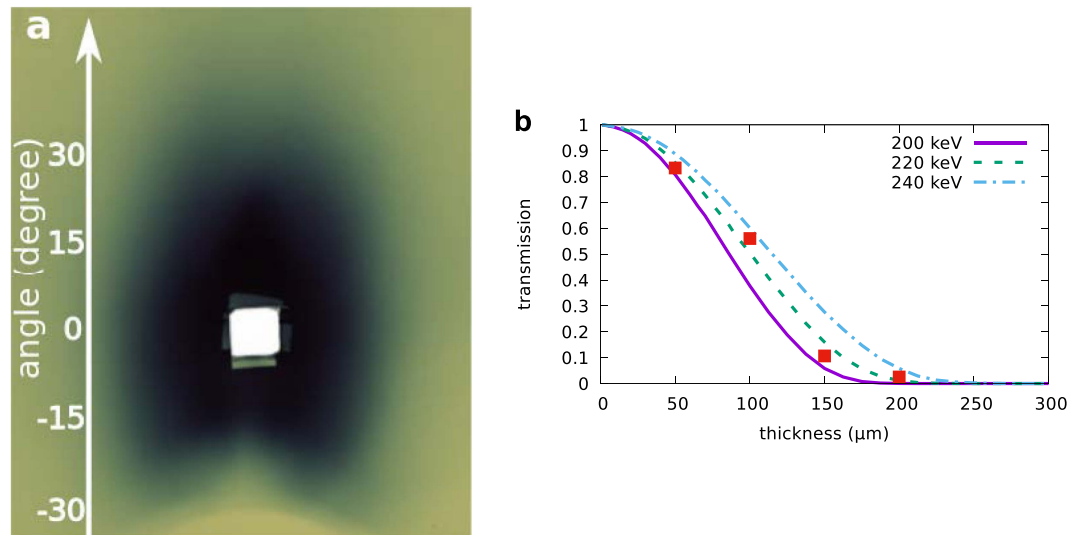 a
angle (degree)
30
15
0
-15
-30
b
transmission
1
0.9
0.8
0.7
0.6
0.5
0.4
0.3
0.2
0.1
0
200 keV
220 keV
240 keV
0 50 100 150 200 250 300
thickness (μm)